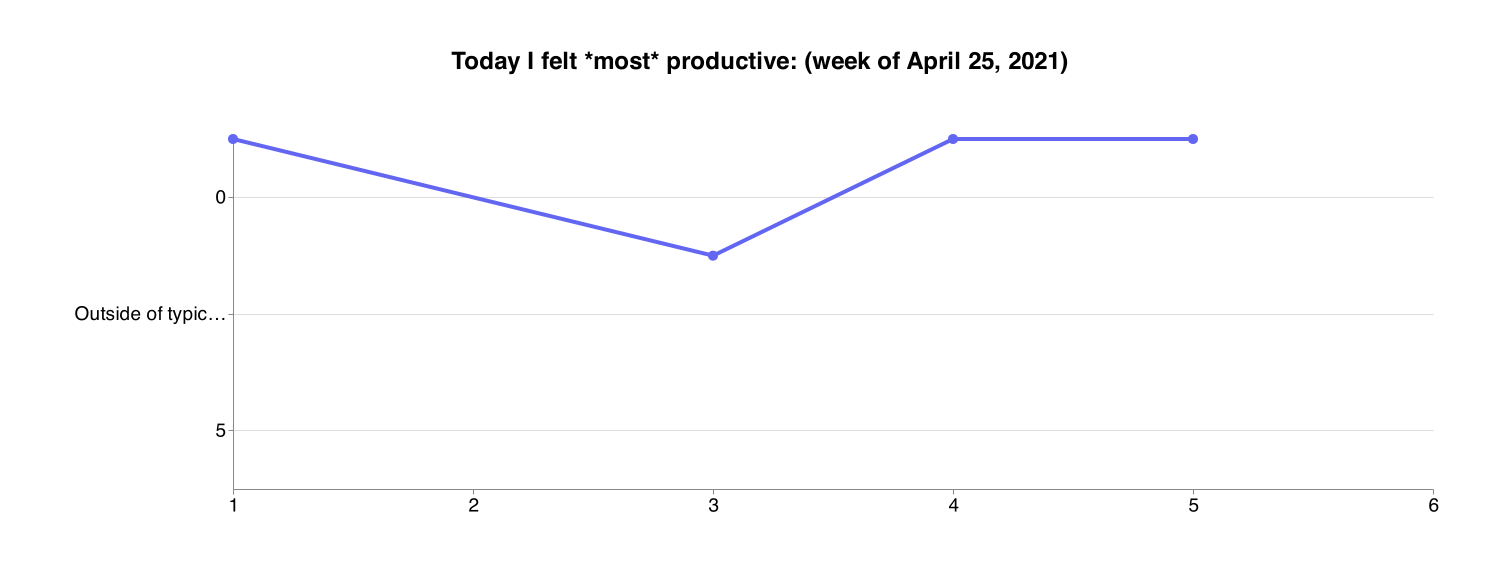 Today I felt *most* productive: (week of April 25, 2021)
0
Outside of typic…
5
1 2 3 4 5 6